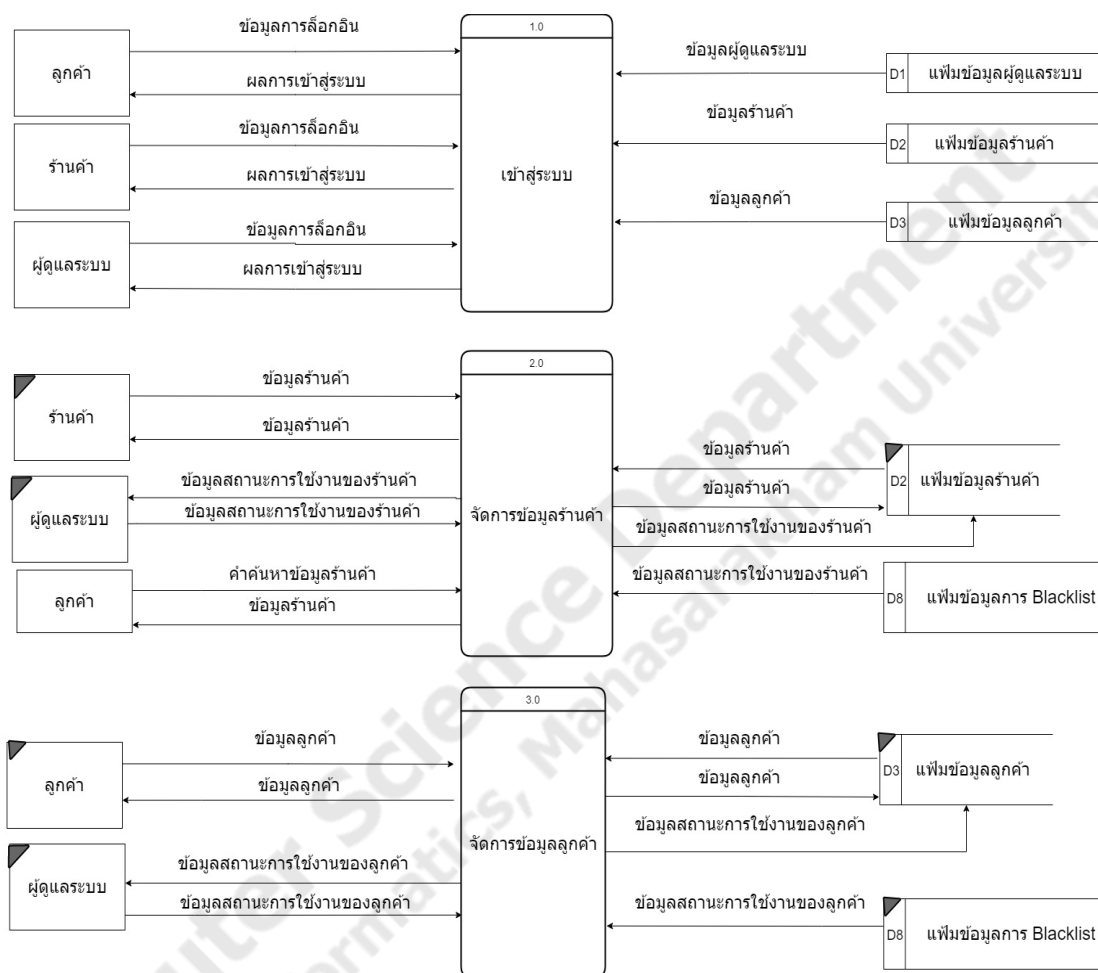 1.0
ข้อมูลการล็อกอิน
ลูกค้า
ผลการเข้าสู่ระบบ
ข้อมูลการล็อกอิน
ร้านค้า
ผลการเข้าสู่ระบบ
ข้อมูลการล็อกอิน
ผู้ดูแลระบบ
ผลการเข้าสู่ระบบ
เข้าสู่ระบบ
ข้อมูลผู้ดูแลระบบ
D1 แฟ้มข้อมูลผู้ดูแลระบบ
ข้อมูลร้านค้า
D2 แฟ้มข้อมูลร้านค้า
ข้อมูลลูกค้า
D3 แฟ้มข้อมูลลูกค้า
2.0
ข้อมูลร้านค้า
ร้านค้า
ข้อมูลร้านค้า
ข้อมูลสถานะการใช้งานของร้านค้า
ผู้ดูแลระบบ
ข้อมูลสถานะการใช้งานของร้านค้า
คำค้นหาข้อมูลร้านค้า
ลูกค้า
ข้อมูลร้านค้า
จัดการข้อมูลร้านค้า
ข้อมูลร้านค้า
D2 แฟ้มข้อมูลร้านค้า
ข้อมูลร้านค้า
ข้อมูลสถานะการใช้งานของร้านค้า
ข้อมูลสถานะการใช้งานของร้านค้า
D8 แฟ้มข้อมูลการ Blacklist
3.0
ข้อมูลลูกค้า
ลูกค้า
ข้อมูลลูกค้า
ข้อมูลสถานะการใช้งานของลูกค้า
ผู้ดูแลระบบ
ข้อมูลสถานะการใช้งานของลูกค้า
จัดการข้อมูลลูกค้า
ข้อมูลลูกค้า
D3 แฟ้มข้อมูลลูกค้า
ข้อมูลลูกค้า
ข้อมูลสถานะการใช้งานของลูกค้า
ข้อมูลสถานะการใช้งานของลูกค้า
D8 แฟ้มข้อมูลการ Blacklist
Science Department
Mahasarakham